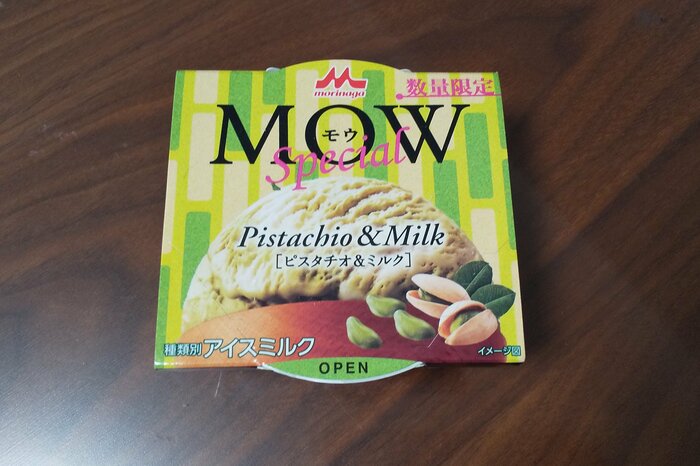 morinaga
数量限定
MOW
モウ
Special
Pistachio & Milk
[ピスタチオ&ミルク]
種類別 アイスミルク
イメージ図
OPEN